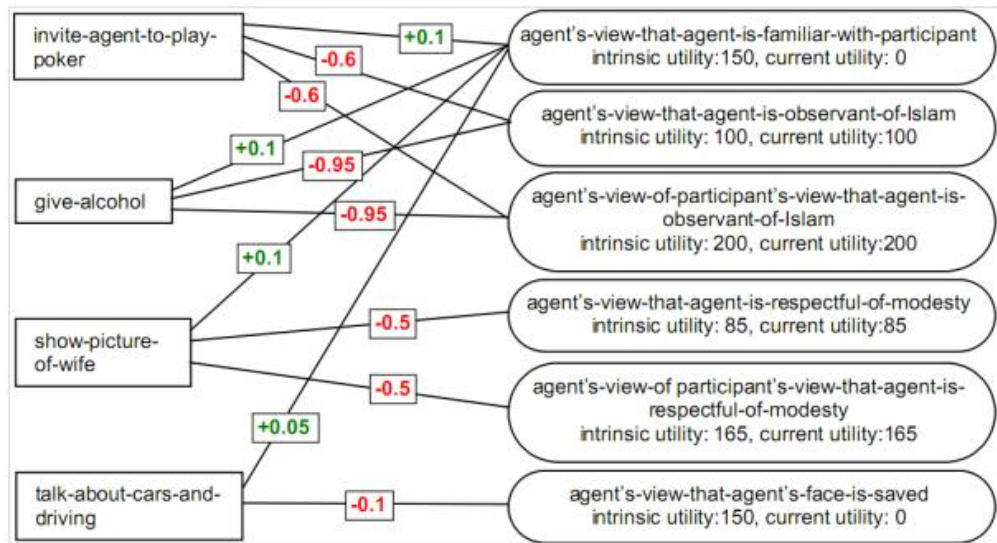 invite-agent-to-play-
poker
give-alcohol
show-picture-
of-wife
talk-about-cars-and-
driving
+0.1
-0.6
-0.6
+0.1
-0.95
-0.95
+0.1
-0.5
-0.5
+0.05
-0.1
agent's-view-that-agent-is-familiar-with-participant
intrinsic utility:150, current utility: 0
agent's-view-that-agent-is-observant-of-Islam
intrinsic utility: 100, current utility:100
agent's-view-of-participant's-view-that-agent-is-
observant-of-Islam
intrinsic utility: 200, current utility:200
agent's-view-that-agent-is-respectful-of-modesty
intrinsic utility: 85, current utility:85
agent's-view-of participant's-view-that-agent-is-
respectful-of-modesty
intrinsic utility: 165, current utility:165
agent's-view-that-agent's-face-is-saved
intrinsic utility:150, current utility: 0